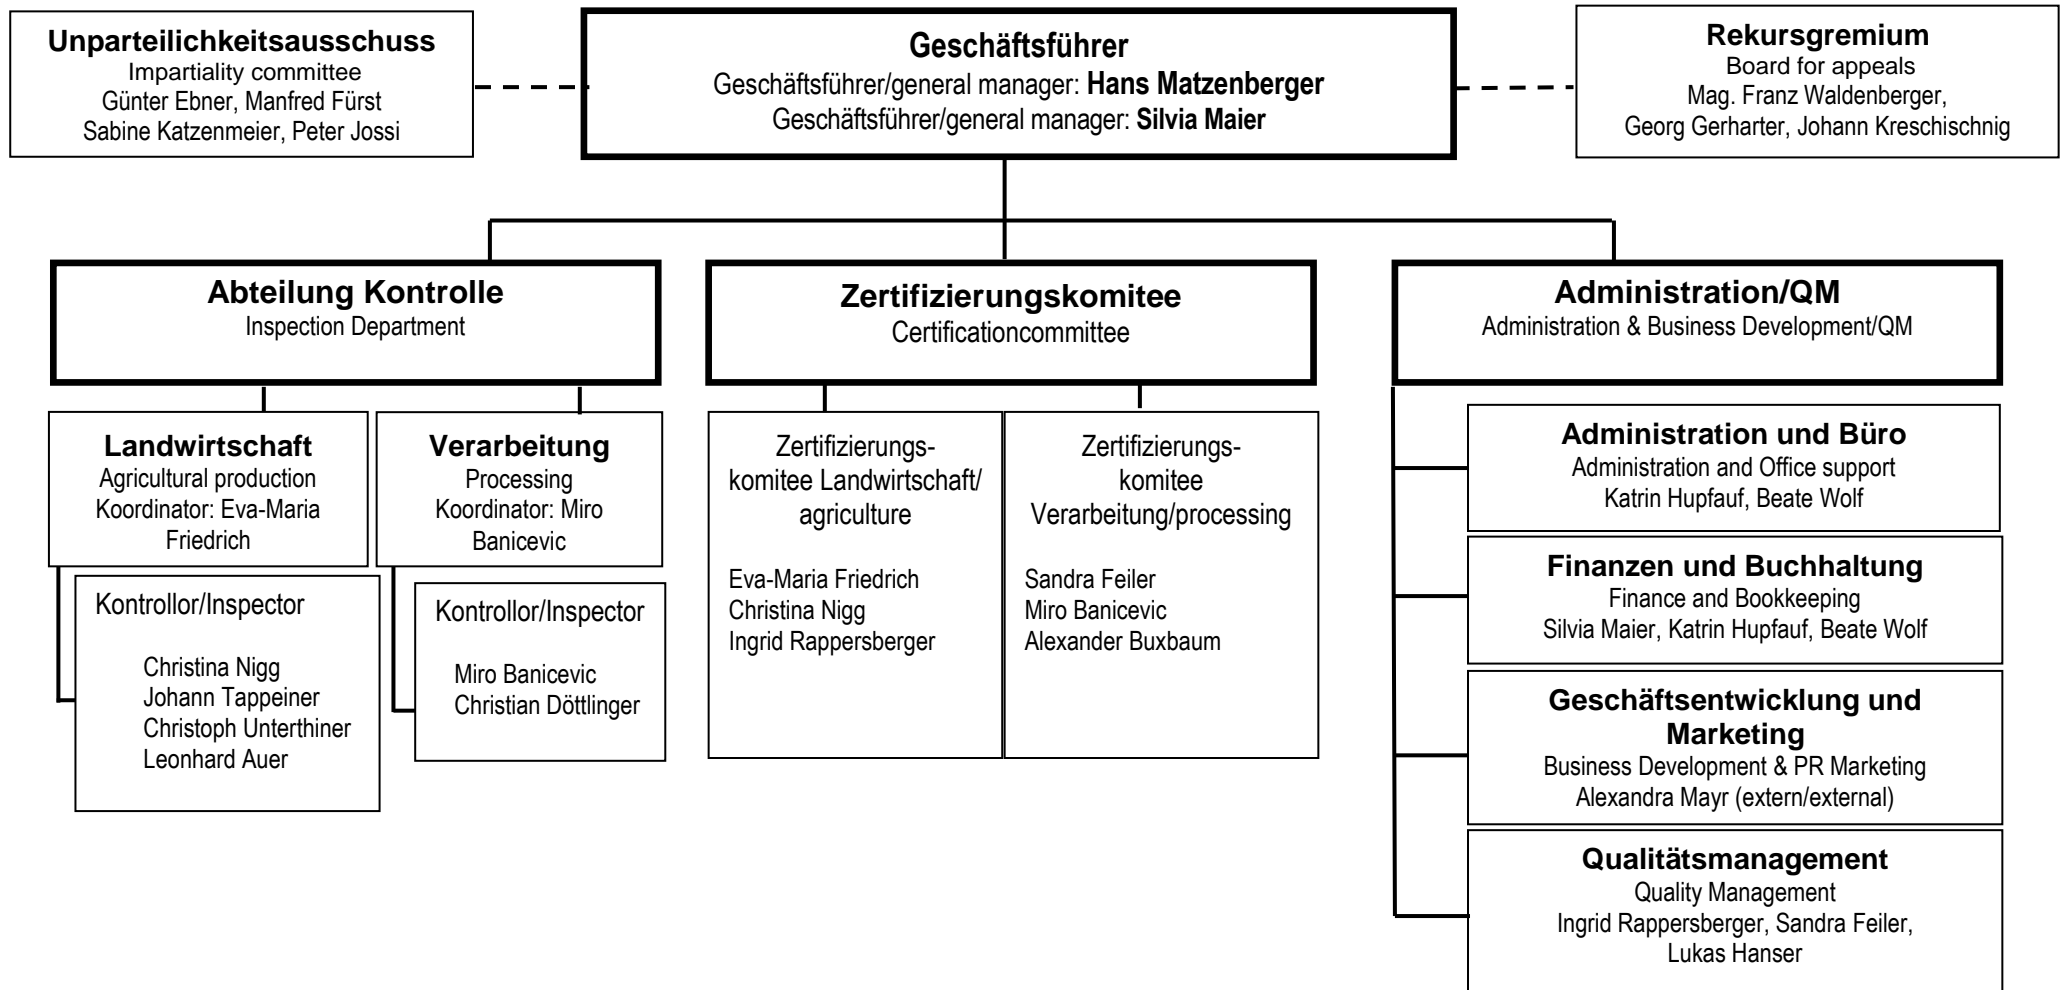 Unparteilichkeitsausschuss
Impartiality committee
Günter Ebner, Manfred Fürst
Sabine Katzenmeier, Peter Jossi
Geschäftsführer
Geschäftsführer/general manager: Hans Matzenberger
Geschäftsführer/general manager: Silvia Maier
Rekursgremium
Board for appeals
Mag. Franz Waldenberger,
Georg Gerharter, Johann Kreschischnig
Abteilung Kontrolle
Inspection Department
Zertifizierungskomitee
Certificationcommittee
Administration/QM
Administration & Business Development/QM
Landwirtschaft
Agricultural production
Koordinator: Eva-Maria
Friedrich
Verarbeitung
Processing
Koordinator: Miro
Banicevic
Kontrollor/Inspector
Christina Nigg
Johann Tappeiner
Christoph Unterthiner
Leonhard Auer
Kontrollor/Inspector
Miro Banicevic
Christian Döttlinger
Zertifizierungs-
komitee Landwirtschaft/
agriculture
Eva-Maria Friedrich
Christina Nigg
Ingrid Rappersberger
Zertifizierungs-
komitee
Verarbeitung/processing
Sandra Feiler
Miro Banicevic
Alexander Buxbaum
Administration und Büro
Administration and Office support
Katrin Hupfauf, Beate Wolf
Finanzen und Buchhaltung
Finance and Bookkeeping
Silvia Maier, Katrin Hupfauf, Beate Wolf
Geschäftsentwicklung und
Marketing
Business Development & PR Marketing
Alexandra Mayr (extern/external)
Qualitätsmanagement
Quality Management
Ingrid Rappersberger, Sandra Feiler,
Lukas Hanser